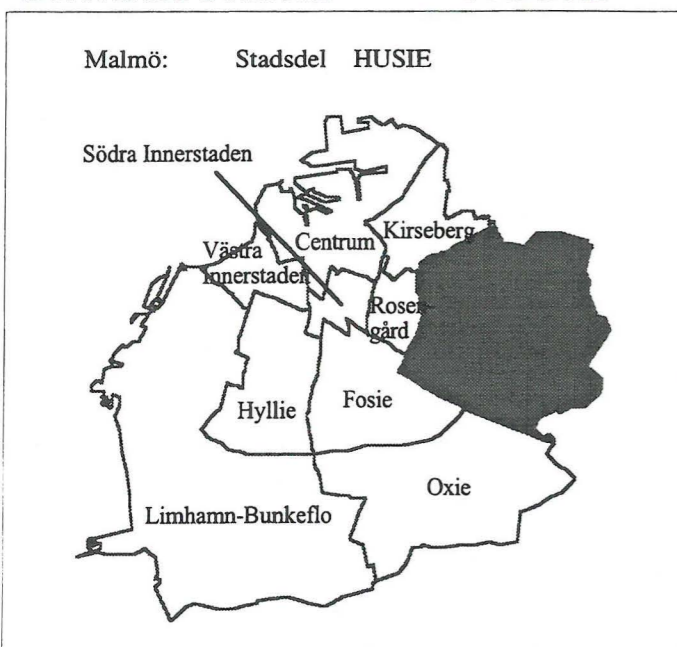 Malmö: Stadsdel HUSIE
Södra Innerstaden
Centrum
Kirseberg
Västra
Innerstaden
Rosen-
gård
Hyllie
Fosie
Oxie
Limhamn-Bunkeflo